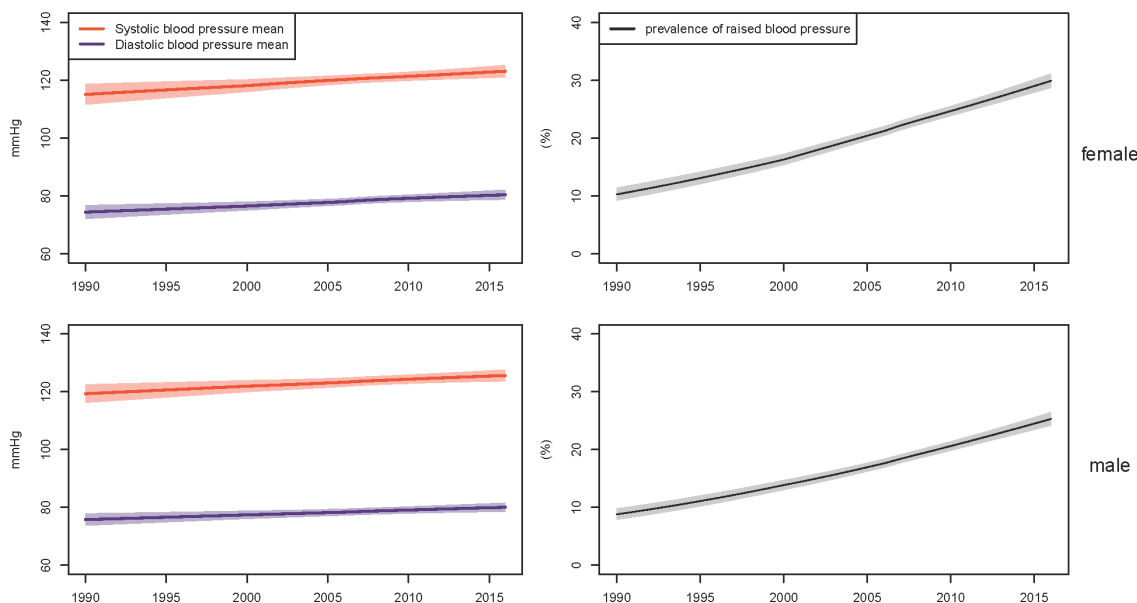 Systolic blood pressure mean
Diastolic blood pressure mean
mmHg
140
120
100
80
60
1990 1995 2000 2005 2010 2015
prevalence of raised blood pressure
(%)
40
30
20
10
0
1990 1995 2000 2005 2010 2015
female
mmHg
140
120
100
80
60
1990 1995 2000 2005 2010 2015
(%)
40
30
20
10
0
1990 1995 2000 2005 2010 2015
male